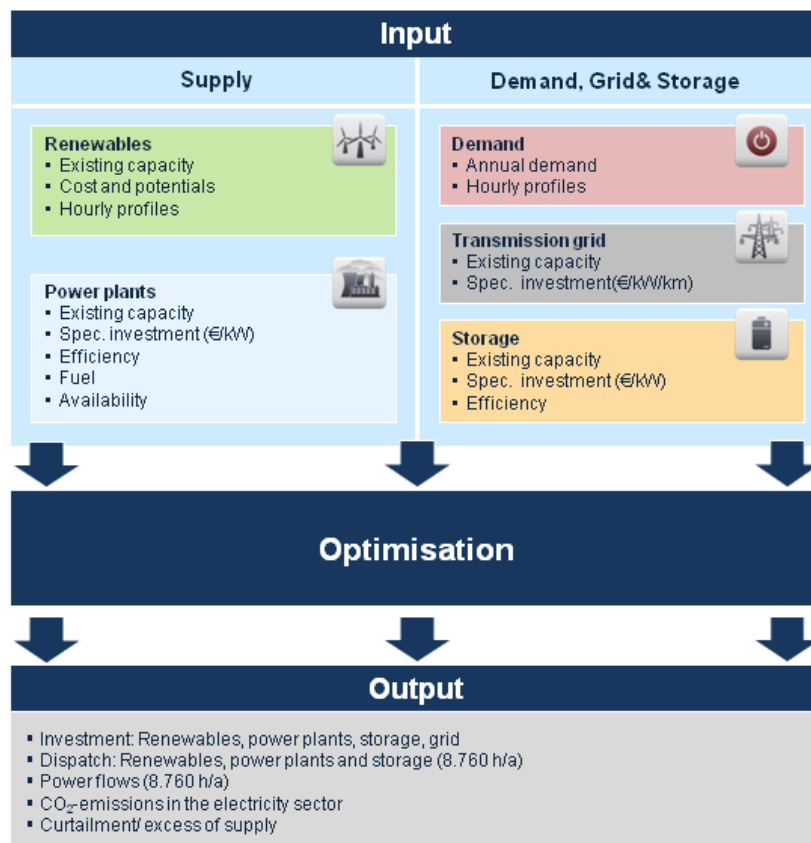 Input
Supply
Demand, Grid& Storage
Renewables
▪ Existing capacity
▪ Cost and potentials
▪ Hourly profiles
Power plants
▪ Existing capacity
▪ Spec. investment (€/kW)
▪ Efficiency
▪ Fuel
▪ Availability
Demand
▪ Annual demand
▪ Hourly profiles
Transmission grid
▪ Existing capacity
▪ Spec. investment(€/kW/km)
Storage
▪ Existing capacity
▪ Spec. investment (€/kW)
▪ Efficiency
Optimisation
Output
▪ Investment: Renewables, power plants, storage, grid
▪ Dispatch: Renewables, power plants and storage (8.760 h/a)
▪ Power flows (8.760 h/a)
▪ CO₂-emissions in the electricity sector
▪ Curtailment/ excess of supply